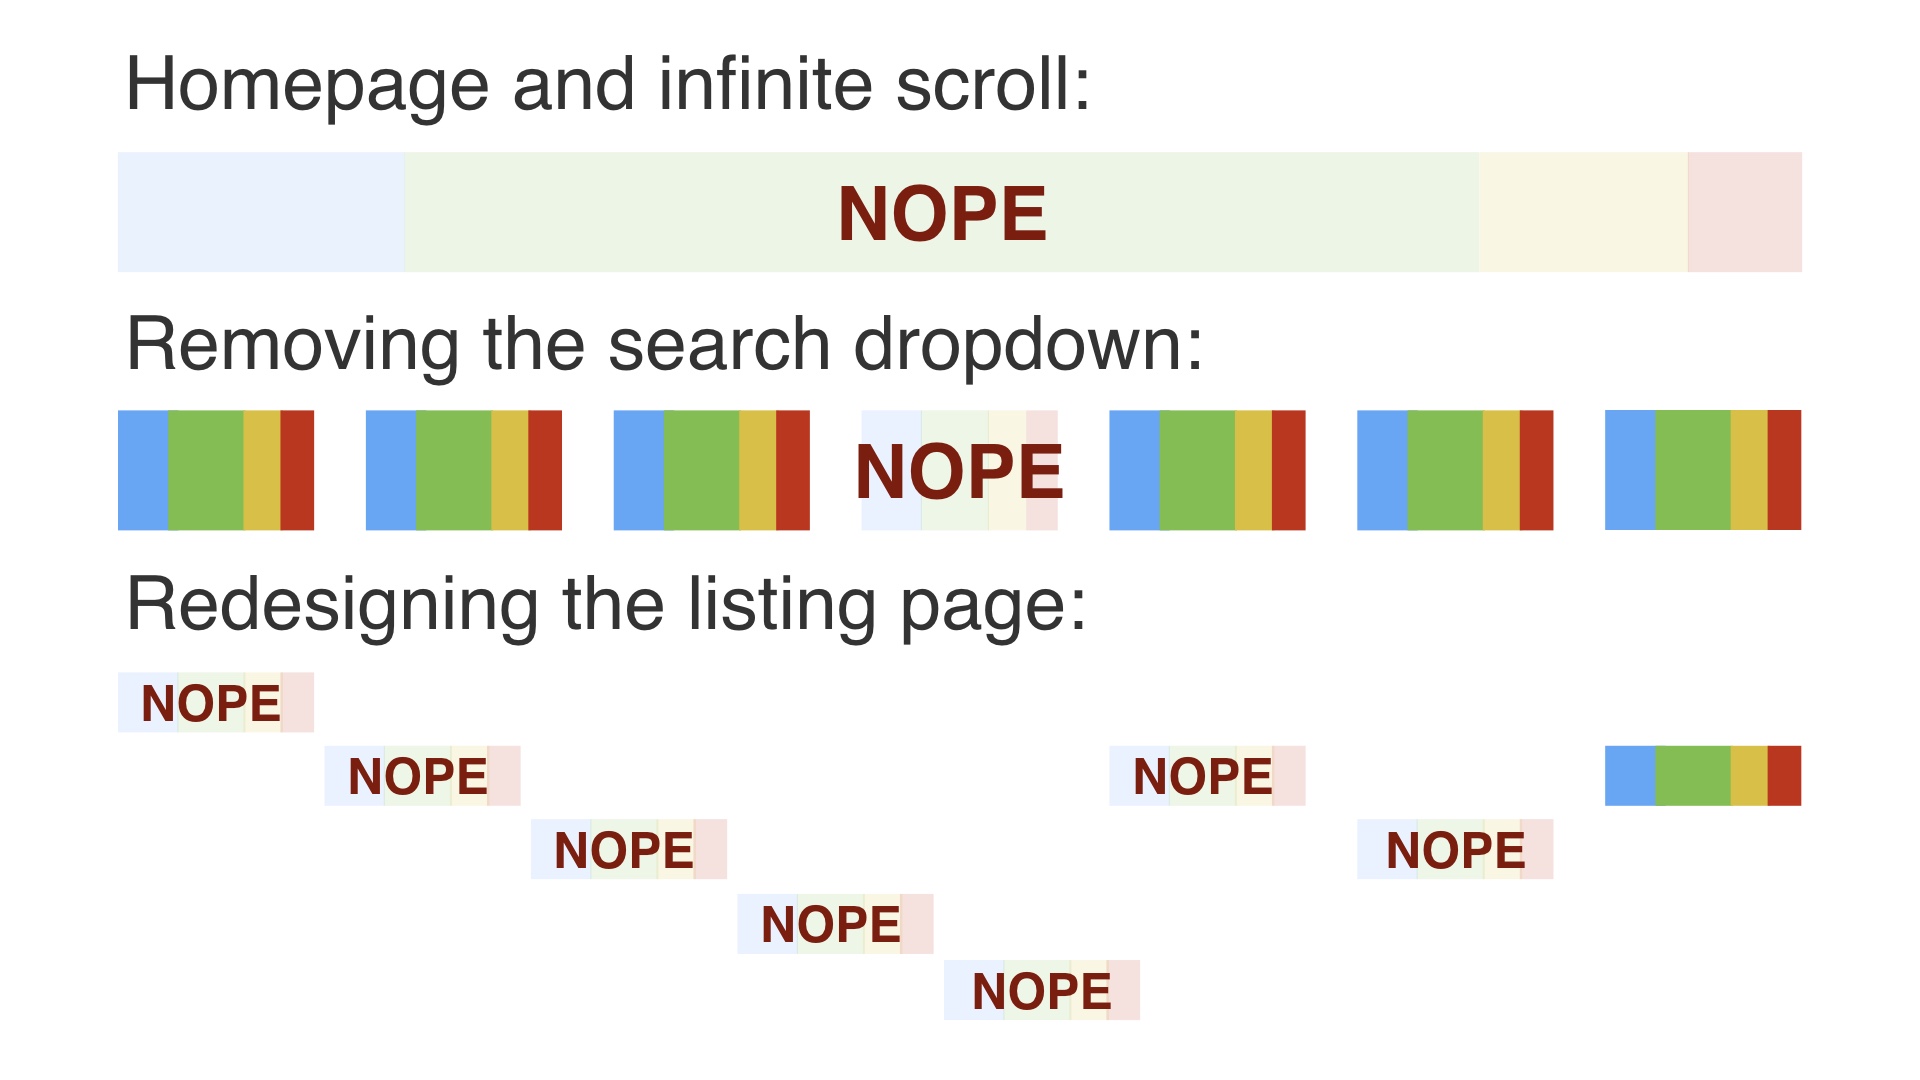 Homepage and infinite scroll:
NOPE
Removing the search dropdown:
NOPE
Redesigning the listing page:
NOPE
NOPE NOPE
NOPE NOPE
NOPE
NOPE